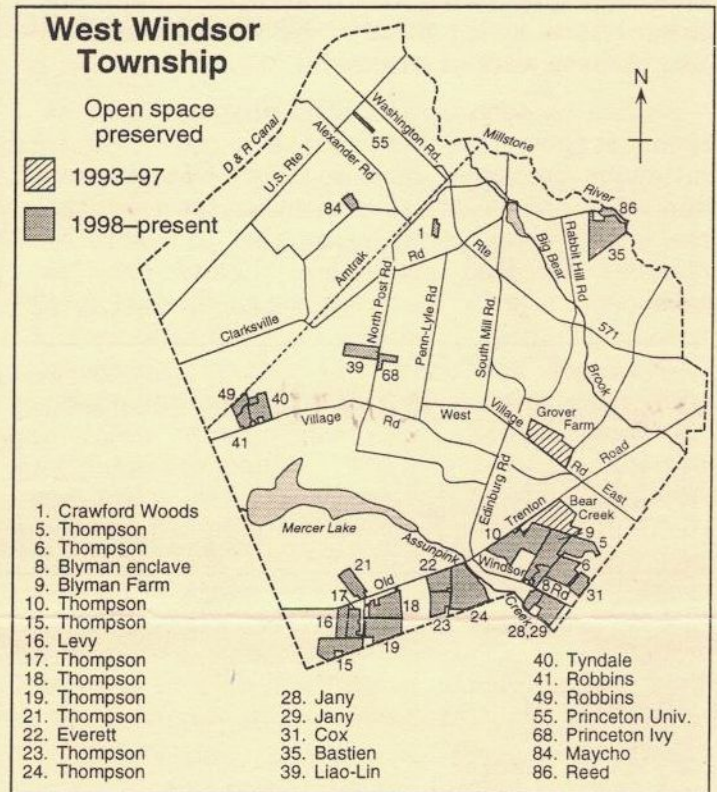 West Windsor
Township
Open space
preserved
1993–97
1998–present
N
D & R Canal
U.S. Rte 1
Alexander Rd
Washington Rd.
55
Millstone
River
86
35
84
1
Amtrak
Rd
Rte
571
Big Bear
Brook
Rabbit Hill Rd
Clarksville
North Post Rd
Penn-Lyle Rd
South Mill Rd.
39
68
49
40
41
Village
Rd
West
Village
Rd
Grover
Farm
Road
East
Edinburg Rd
Trenton
Bear
Creek
Mercer Lake
Assunpink
Creek
10
9
5
6
8
Windsor
Rd
31
28,29
21
17
Old
22
16
18
15
19
23
24
1. Crawford Woods
5. Thompson
6. Thompson
8. Blyman enclave
9. Blyman Farm
10. Thompson
15. Thompson
16. Levy
17. Thompson
18. Thompson
19. Thompson
21. Thompson
22. Everett
23. Thompson
24. Thompson
28. Jany
29. Jany
31. Cox
35. Bastien
39. Liao-Lin
40. Tyndale
41. Robbins
49. Robbins
55. Princeton Univ.
68. Princeton Ivy
84. Maycho
86. Reed